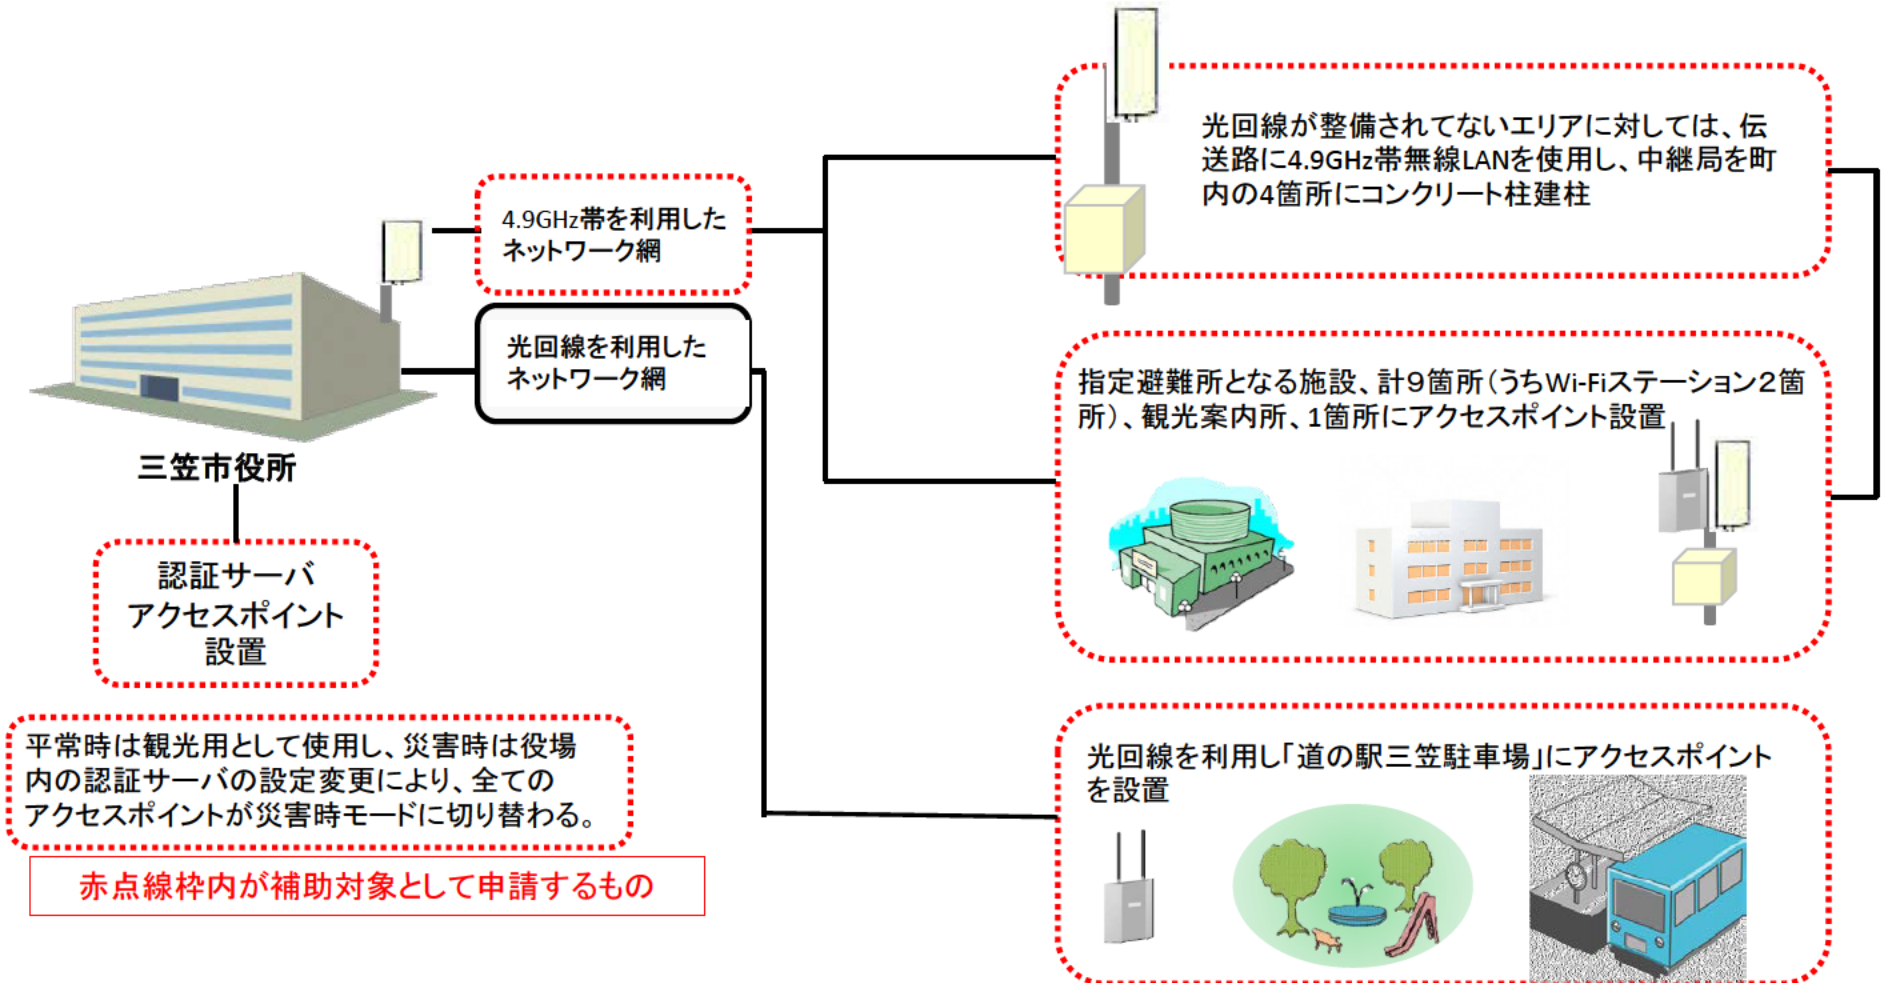 光回線が整備されてないエリアに対しては、伝
送路に4.9GHz帯無線LANを使用し、中継局を町
内の4箇所にコンクリート柱建柱
4.9GHz帯を利用した
ネットワーク網
光回線を利用した
ネットワーク網
指定避難所となる施設、計９箇所（うちWi-Fiステーション２箇
所）、観光案内所、1箇所にアクセスポイント設置
三笠市役所
認証サーバ
アクセスポイント
設置
平常時は観光用として使用し、災害時は役場
内の認証サーバの設定変更により、全ての
アクセスポイントが災害時モードに切り替わる。
光回線を利用し「道の駅三笠駐車場」にアクセスポイント
を設置
赤点線枠内が補助対象として申請するもの